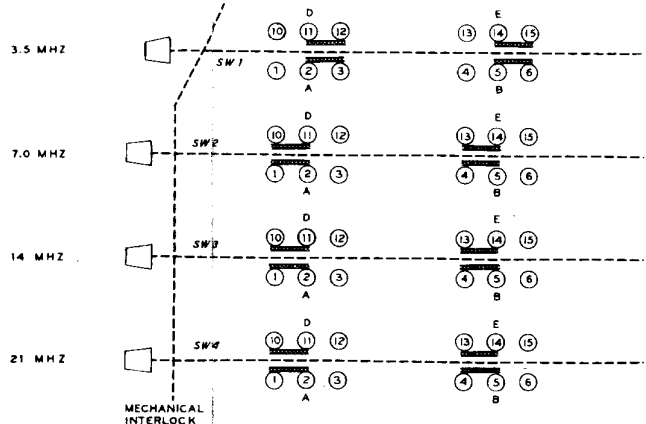 D E
3.5 MHZ 10 11 12 13 14 15
SW 1
1 2 3 4 5 6
A B
D E
10 11 12 13 14 15
7.0 MHZ SW2
1 2 3 4 5 6
A B
D E
10 11 12 13 14 15
14 MHZ SW3
1 2 3 4 5 6
A B
D E
10 11 12 13 14 15
21 MHZ SW4
1 2 3 4 5 6
A B
MECHANICAL
INTERLOCK